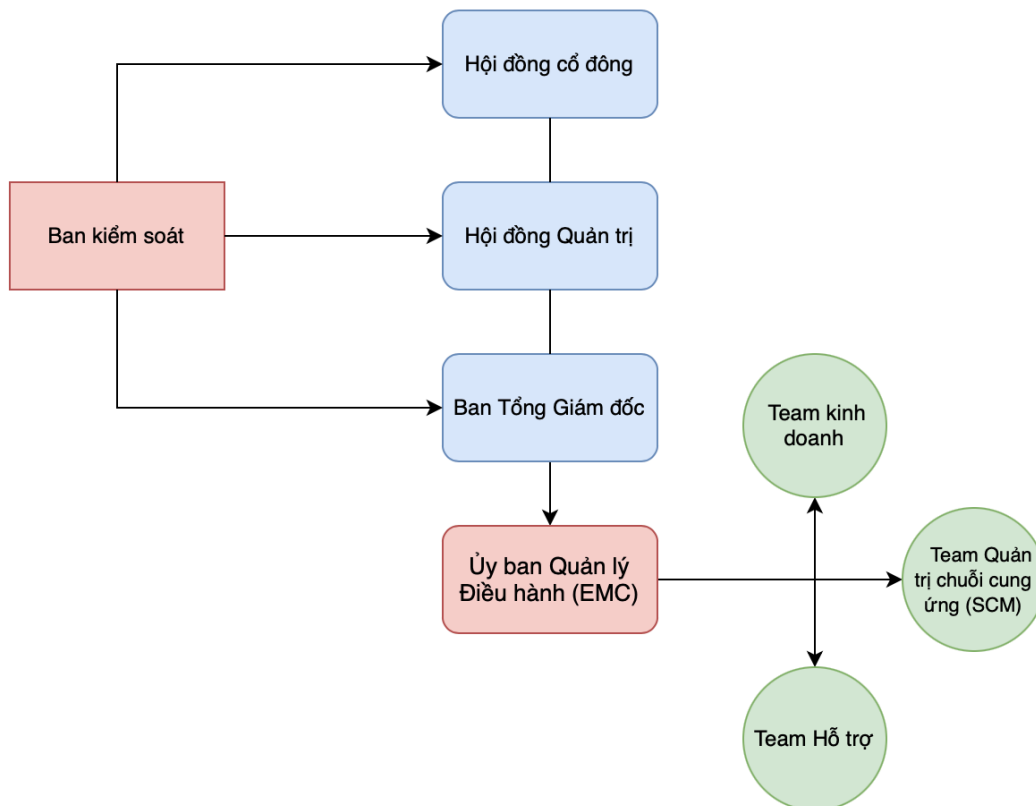 Hội đồng cổ đông
Ban kiểm soát
Hội đồng Quản trị
Ban Tổng Giám đốc
Team kinh
doanh
Ủy ban Quản lý
Điều hành (EMC)
Team Quản
trị chuỗi cung
ứng (SCM)
Team Hỗ trợ